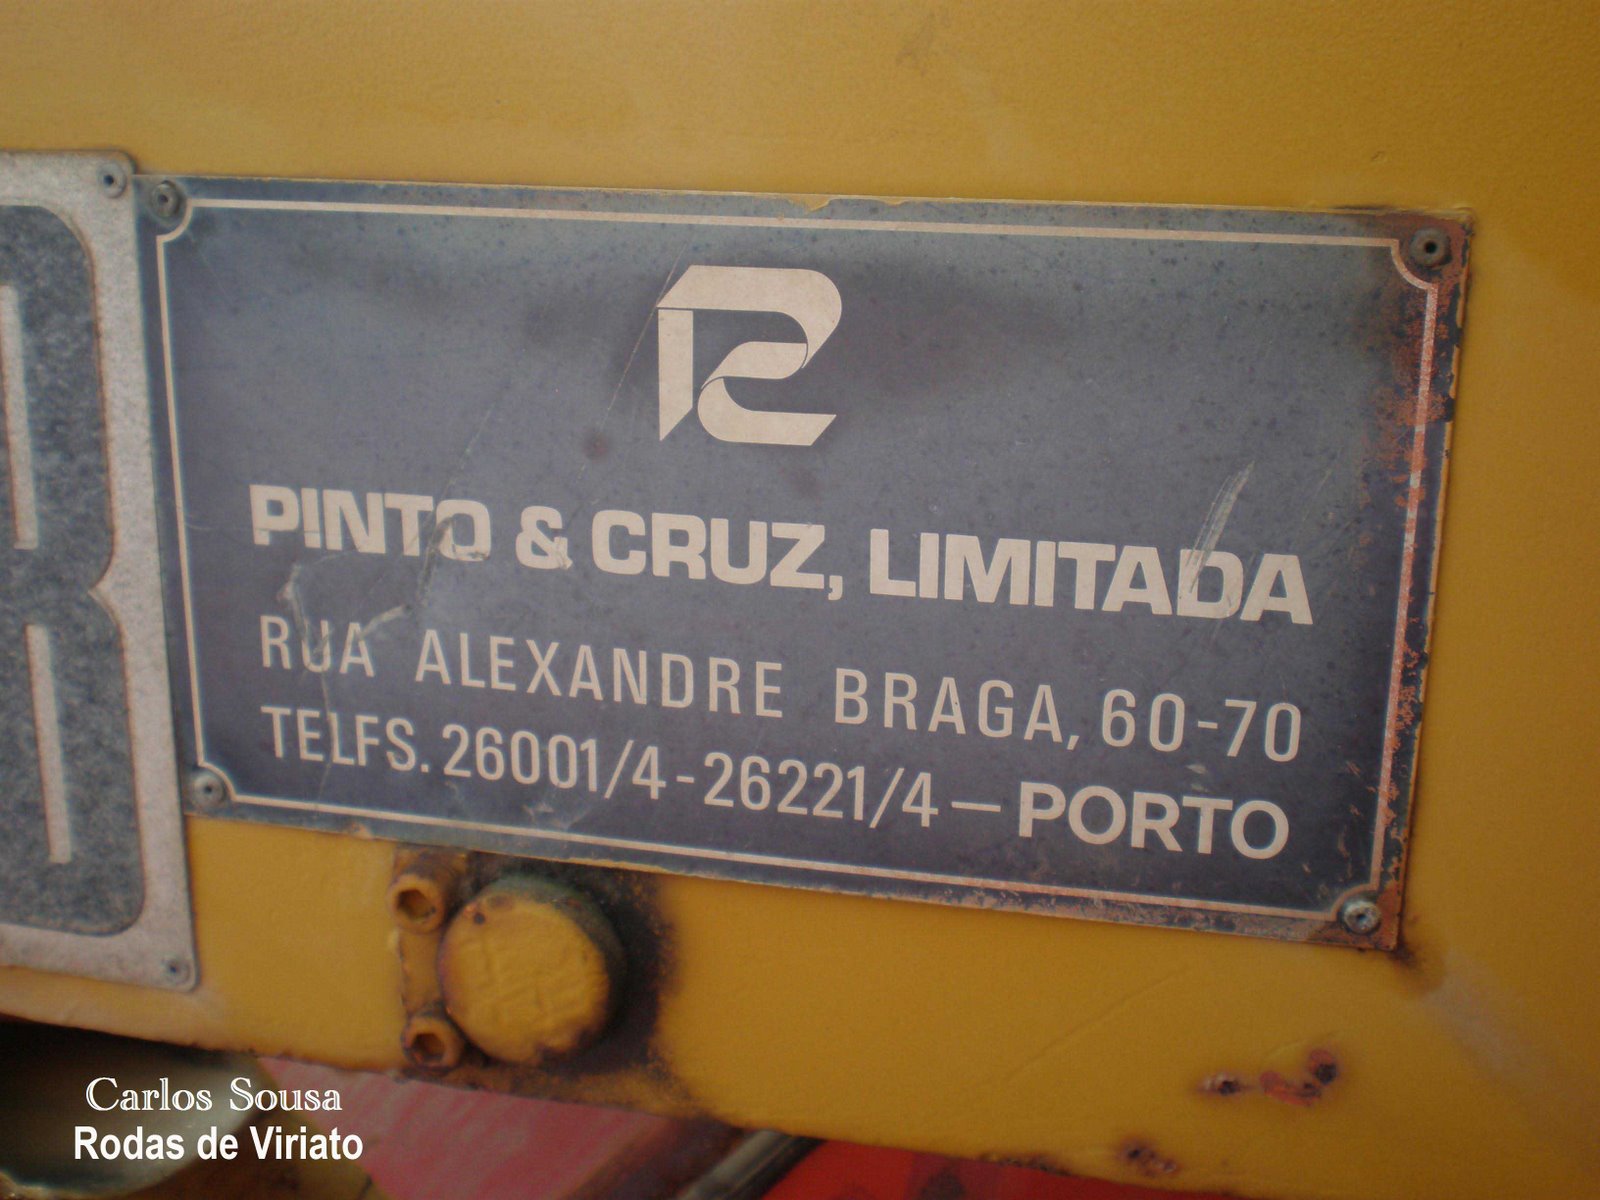 PINTO & CRUZ, LIMITADA
RUA ALEXANDRE BRAGA, 60-70
TELFS. 26001/4-26221/4 — PORTO
Carlos Sousa
Rodas de Viriato